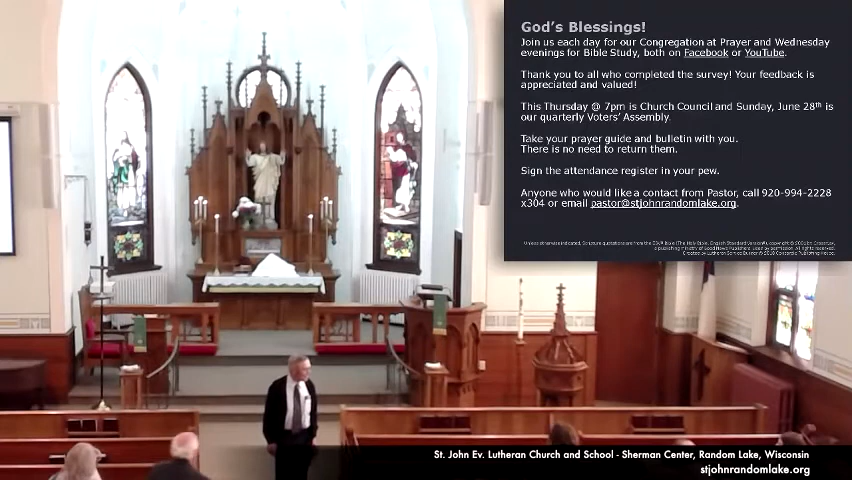 God's Blessings!
Join us each day for our Congregation at Prayer and Wednesday
evenings for Bible Study, both on Facebook or YouTube.
Thank you to all who completed the survey! Your feedback is
appreciated and valued!
This Thursday @ 7pm is Church Council and Sunday, June 28th is
our quarterly Voters' Assembly.
Take your prayer guide and bulletin with you.
There is no need to return them.
Sign the attendance register in your pew.
Anyone who would like a contact from Pastor, call 920-994-2228
x304 or email pastor@stjohnrandomlake.org.
St. John Ev. Lutheran Church and School - Sherman Center, Random Lake, Wisconsin
stjohnrandomlake.org